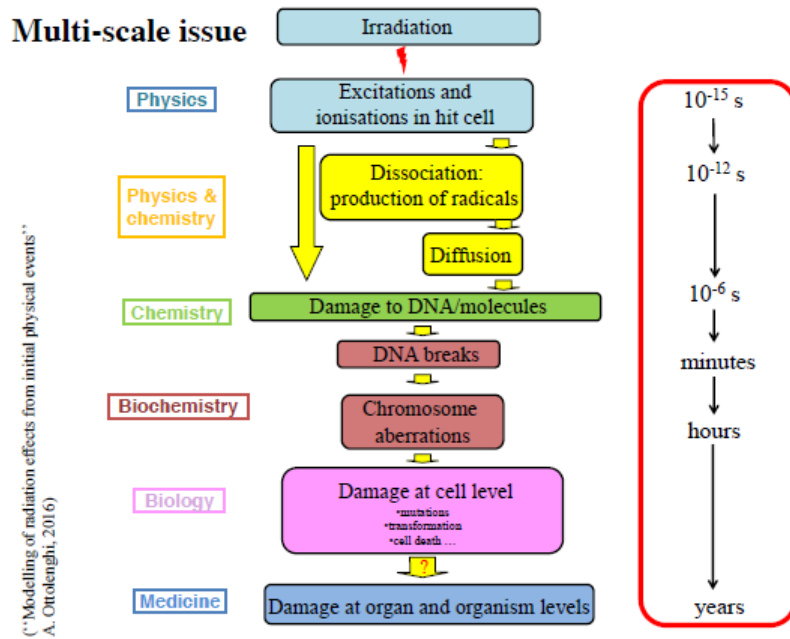 Multi-scale issue
Irradiation
Physics
Excitations and
ionisations in hit cell
10⁻¹⁵ s
Physics &
chemistry
Dissociation:
production of radicals
10⁻¹² s
Diffusion
Chemistry
Damage to DNA/molecules
10⁻⁶ s
DNA breaks
minutes
Biochemistry
Chromosome
aberrations
hours
Biology
Damage at cell level
•mutations
•transformation
•cell death ...
?
Medicine
Damage at organ and organism levels
years
(‘‘Modelling of radiation effects from initial physical events’’
A. Ottolenghi, 2016)